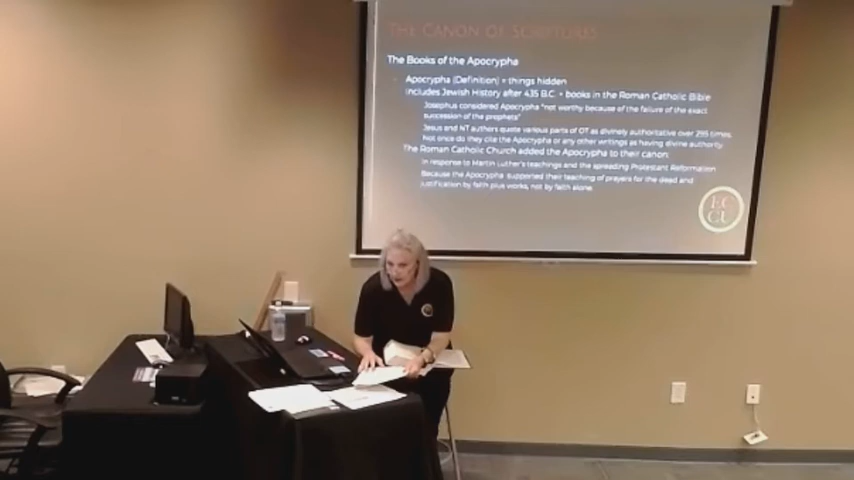 THE CANON OF SCRIPTURES
The Books of the Apocrypha
Apocrypha (Definition) = things hidden
Includes Jewish History after 435 B.C. - books in the Roman Catholic Bible
Josephus considered Apocrypha "not worthy because of the failure of the exact
succession of the prophets"
Jesus and NT authors quote various parts of OT as divinely authoritative over 295 times.
Not once do they cite the Apocrypha or any other writings as having divine authority.
The Roman Catholic Church added the Apocrypha to their canon:
In response to Martin Luther's teachings and the spreading Protestant Reformation
Because the Apocrypha supported their teaching of prayers for the dead and
justification by faith plus works, not by faith alone.
EC
CU